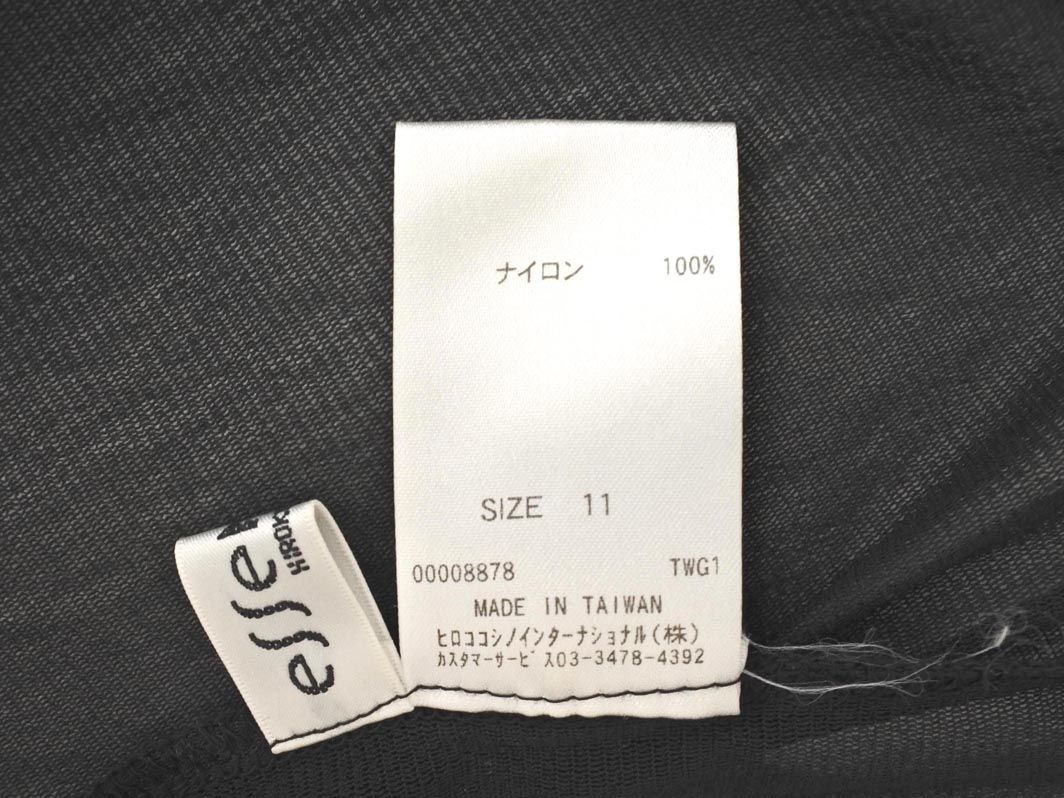 ナイロン 100%
SIZE 11
00008878 TWG1
MADE IN TAIWAN
ヒロココシノインターナショナル(株)
カスタマーサービス03-3478-4392
esse